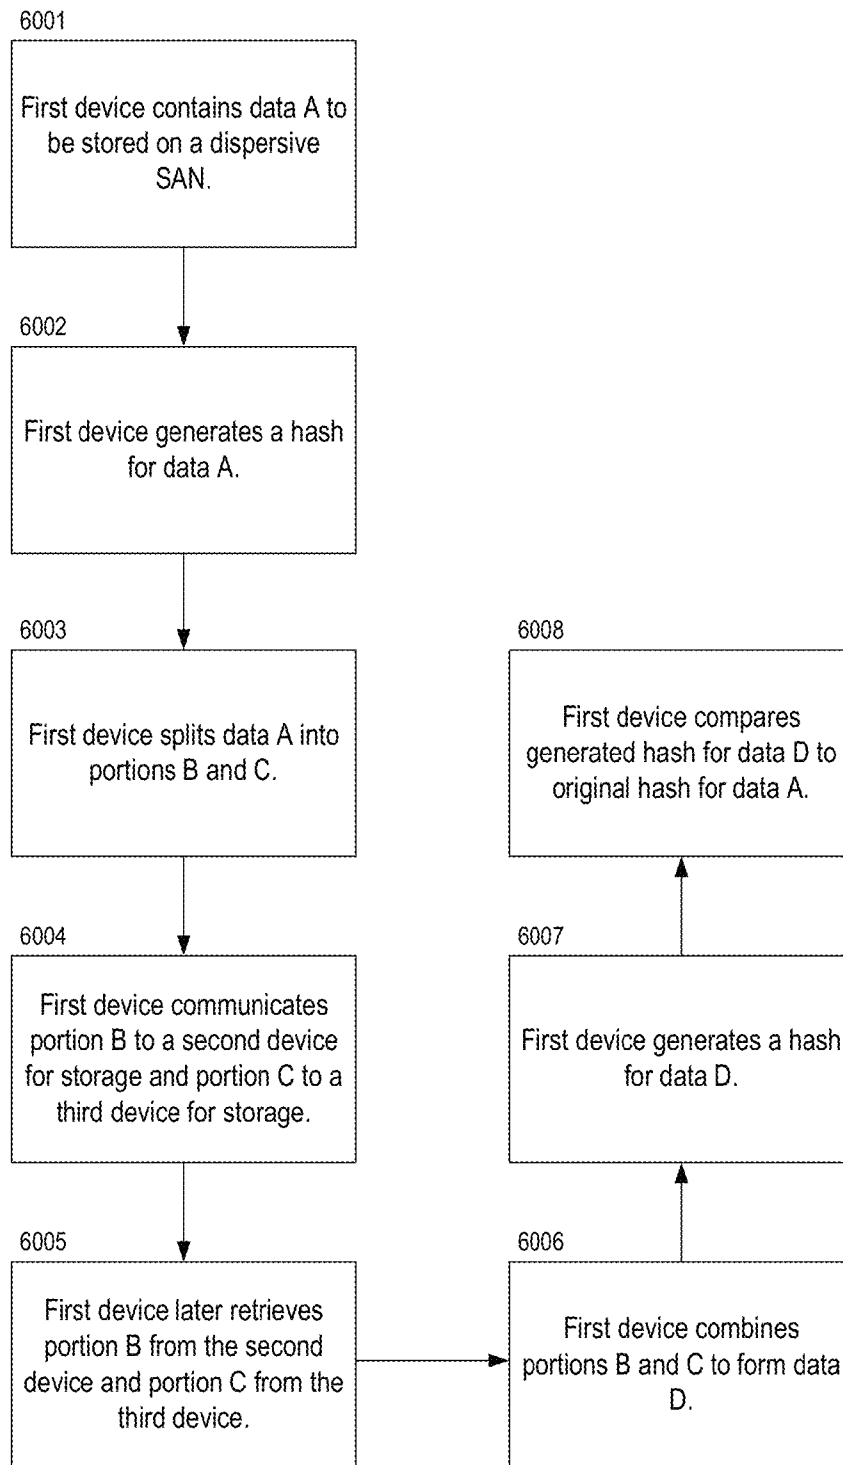 6001
First device contains data A to
be stored on a dispersive
SAN.
6002
First device generates a hash
for data A.
6003
First device splits data A into
portions B and C.
6004
First device communicates
portion B to a second device
for storage and portion C to a
third device for storage.
6005
First device later retrieves
portion B from the second
device and portion C from the
third device.
6006
First device combines
portions B and C to form data
D.
6007
First device generates a hash
for data D.
6008
First device compares
generated hash for data D to
original hash for data A.